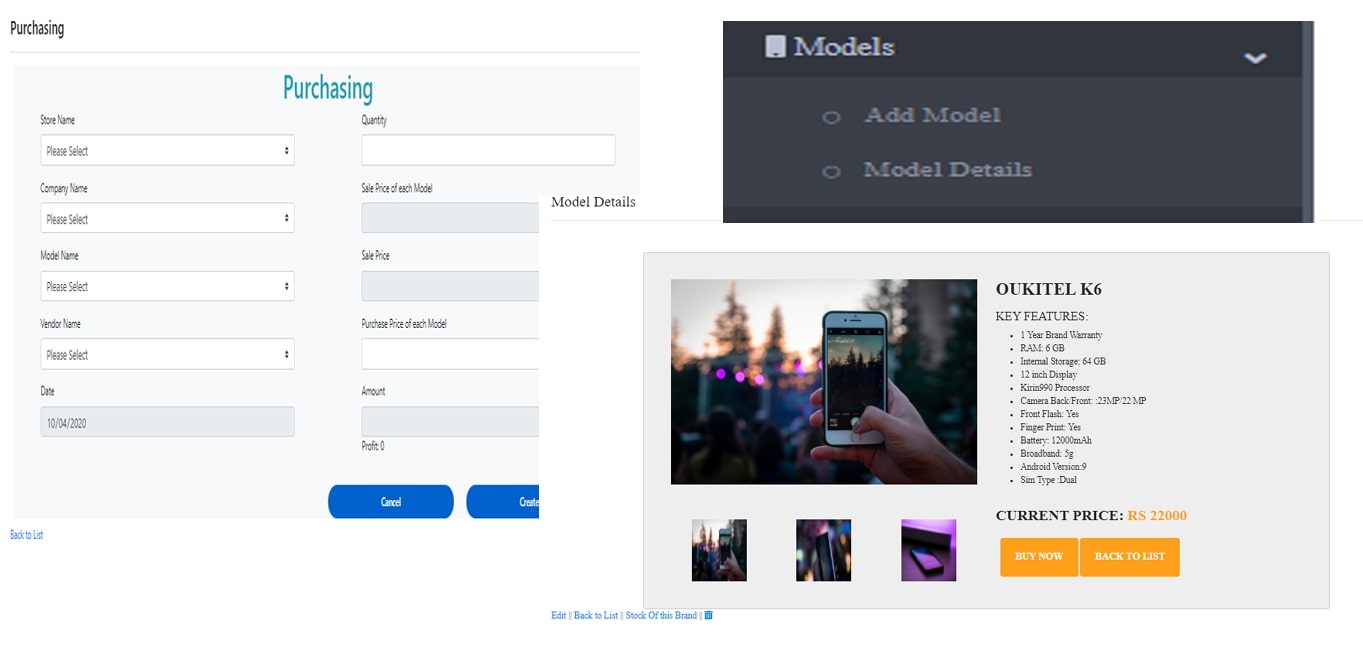 Purchasing
Purchasing
Store Name
Please Select
Company Name
Please Select
Model Name
Please Select
Vendor Name
Please Select
Date
10/04/2020
Quantity
Sale Price of each Model
Sale Price
Purchase Price of each Model
Amount
Profit: 0
Cancel
Create
Back to List
Models
Add Model
Model Details
Model Details
OUKITEL K6
KEY FEATURES:
1 Year Brand Warranty
RAM: 6 GB
Internal Storage: 64 GB
12 inch Display
Kirin990 Processor
Camera Back/Front: :23MP/22 MP
Front Flash: Yes
Finger Print: Yes
Battery: 12000mAh
Broadband: 5g
Android Version:9
Sim Type :Dual
CURRENT PRICE: RS 22000
BUY NOW
BACK TO LIST
Edit || Back to List || Stock Of this Brand ||